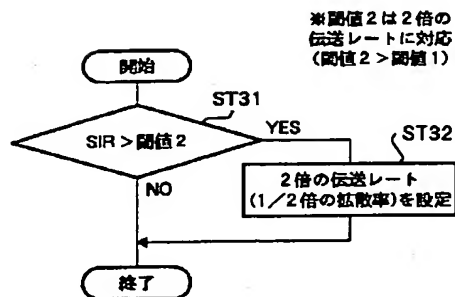 ※閾値2は2倍の
伝送レートに対応
(閾値2>閾値1)
開始
ST31
SIR>閾値2
YES
ST32
2倍の伝送レート
(1/2倍の拡散率)を設定
NO
終了